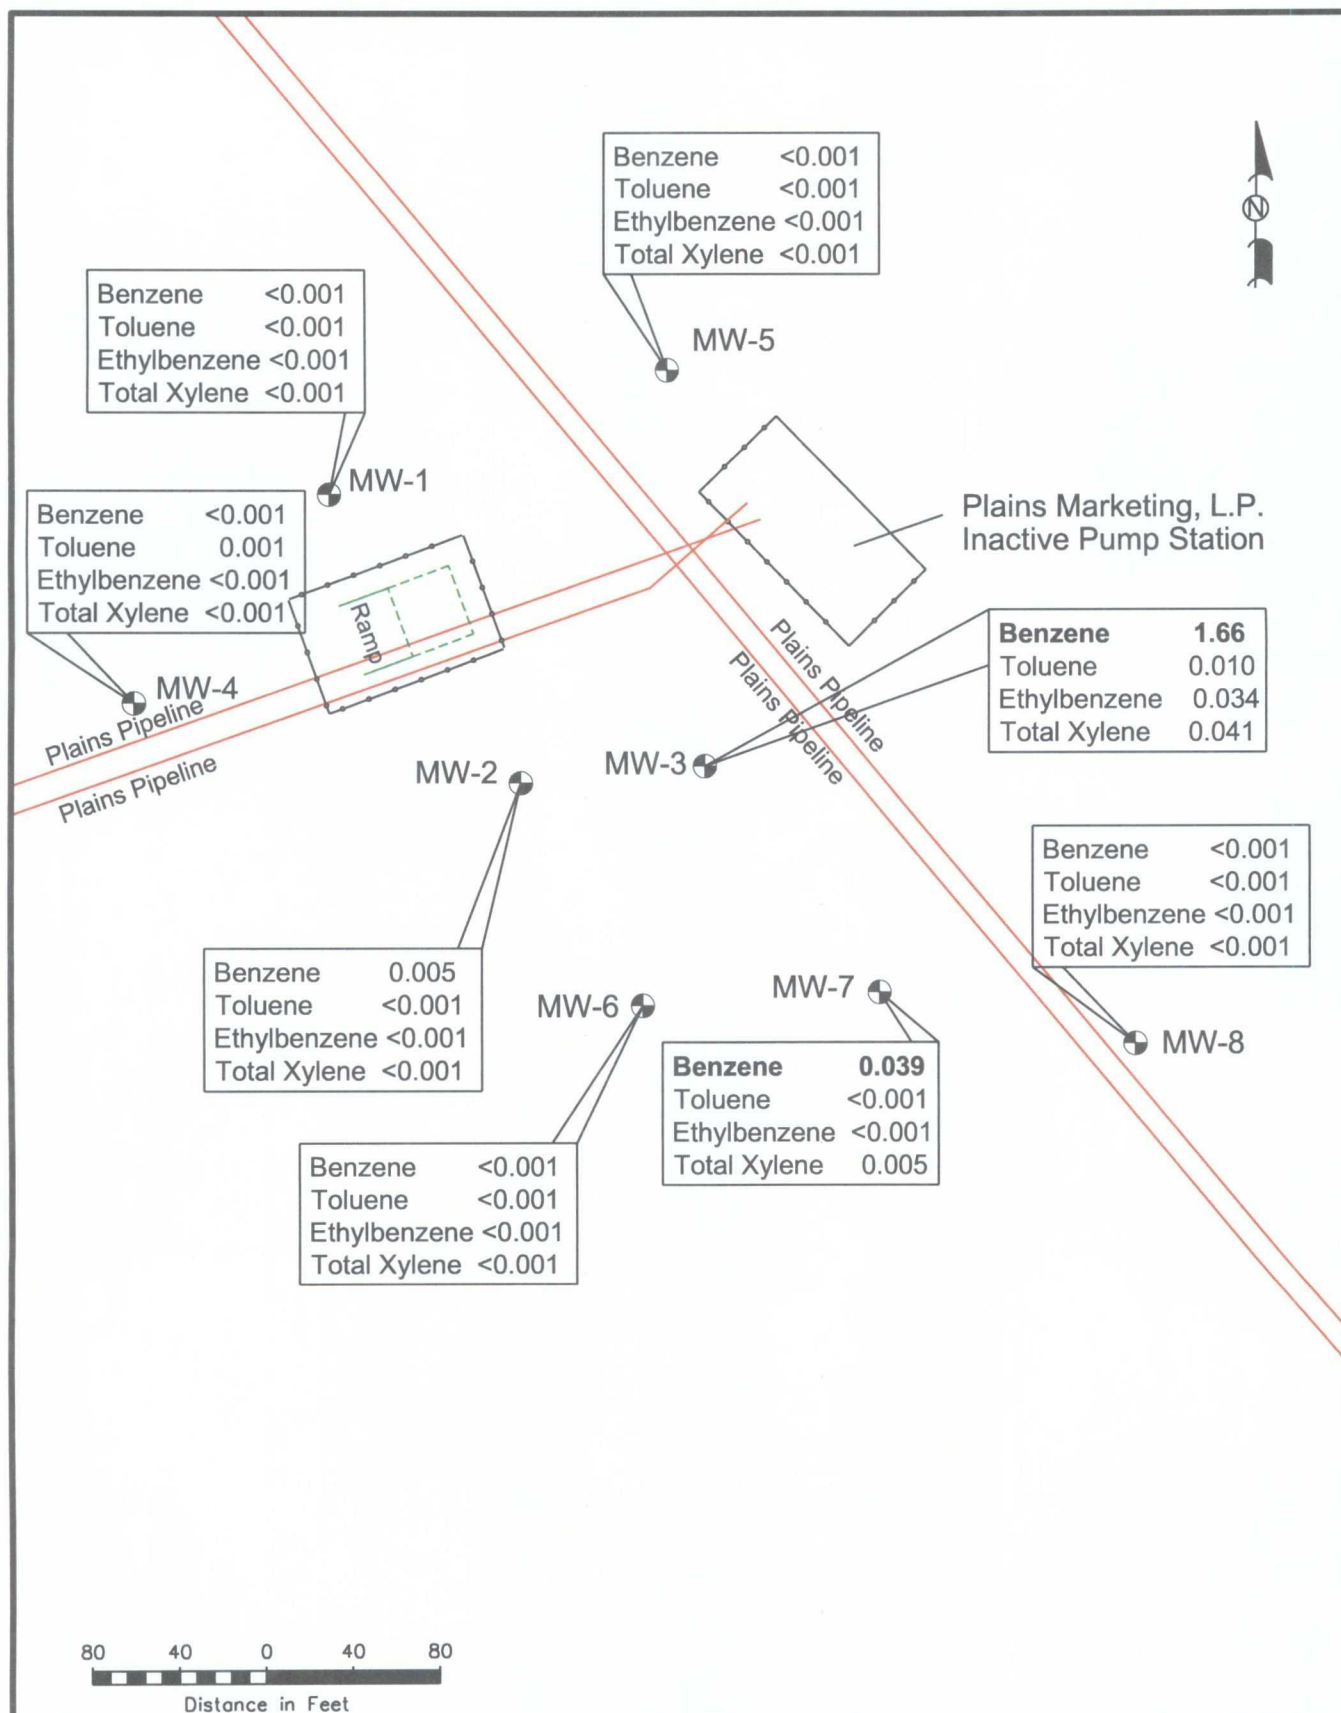 Benzene <0.001
Toluene <0.001
Ethylbenzene <0.001
Total Xylene <0.001
MW-5
N
Benzene <0.001
Toluene <0.001
Ethylbenzene <0.001
Total Xylene <0.001
MW-1
Benzene <0.001
Toluene 0.001
Ethylbenzene <0.001
Total Xylene <0.001
MW-4
Ramp
Plains Marketing, L.P.
Inactive Pump Station
Plains Pipeline
Plains Pipeline
Plains Pipeline
Plains Pipeline
Benzene 1.66
Toluene 0.010
Ethylbenzene 0.034
Total Xylene 0.041
MW-3
MW-2
Benzene 0.005
Toluene <0.001
Ethylbenzene <0.001
Total Xylene <0.001
Benzene <0.001
Toluene <0.001
Ethylbenzene <0.001
Total Xylene <0.001
MW-8
MW-7
Benzene 0.039
Toluene <0.001
Ethylbenzene <0.001
Total Xylene 0.005
MW-6
Benzene <0.001
Toluene <0.001
Ethylbenzene <0.001
Total Xylene <0.001
80 40 0 40 80
Distance in Feet